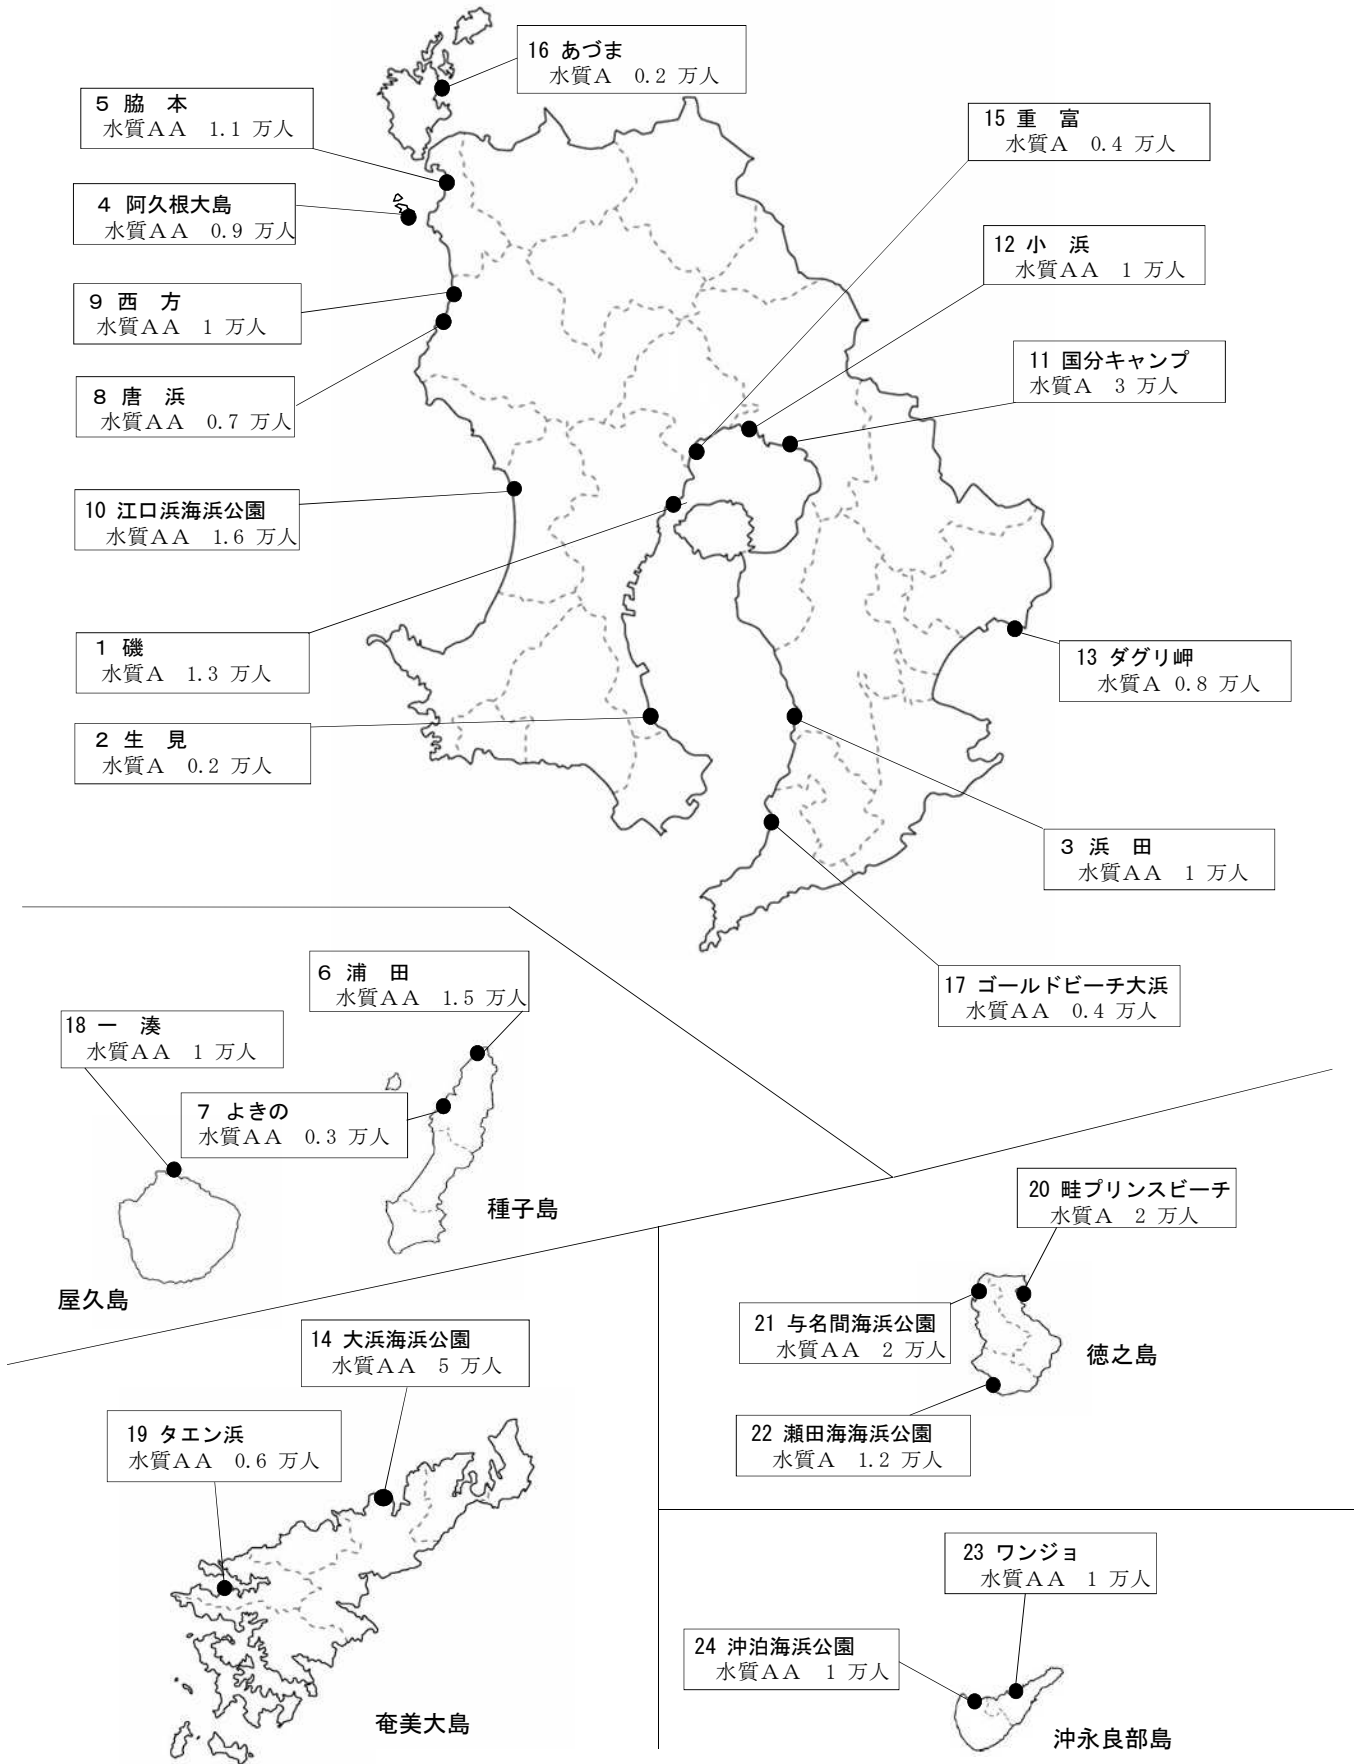 16 あづま
水質A 0.2 万人
5 脇 本
水質AA 1.1 万人
15 重 富
水質A 0.4 万人
4 阿久根大島
水質AA 0.9 万人
12 小 浜
水質AA 1 万人
9 西 方
水質AA 1 万人
11 国分キャンプ
水質A 3 万人
8 唐 浜
水質AA 0.7 万人
10 江口浜海浜公園
水質AA 1.6 万人
1 磯
水質A 1.3 万人
13 ダグリ岬
水質A 0.8 万人
2 生 見
水質A 0.2 万人
3 浜 田
水質AA 1 万人
6 浦 田
水質AA 1.5 万人
17 ゴールドビーチ大浜
水質AA 0.4 万人
18 一 湊
水質AA 1 万人
7 よきの
水質AA 0.3 万人
種子島
屋久島
20 畦プリンスビーチ
水質A 2 万人
21 与名間海浜公園
水質AA 2 万人
徳之島
14 大浜海浜公園
水質AA 5 万人
22 瀬田海海浜公園
水質A 1.2 万人
19 タエン浜
水質AA 0.6 万人
23 ワンジョ
水質AA 1 万人
24 沖泊海浜公園
水質AA 1 万人
奄美大島
沖永良部島